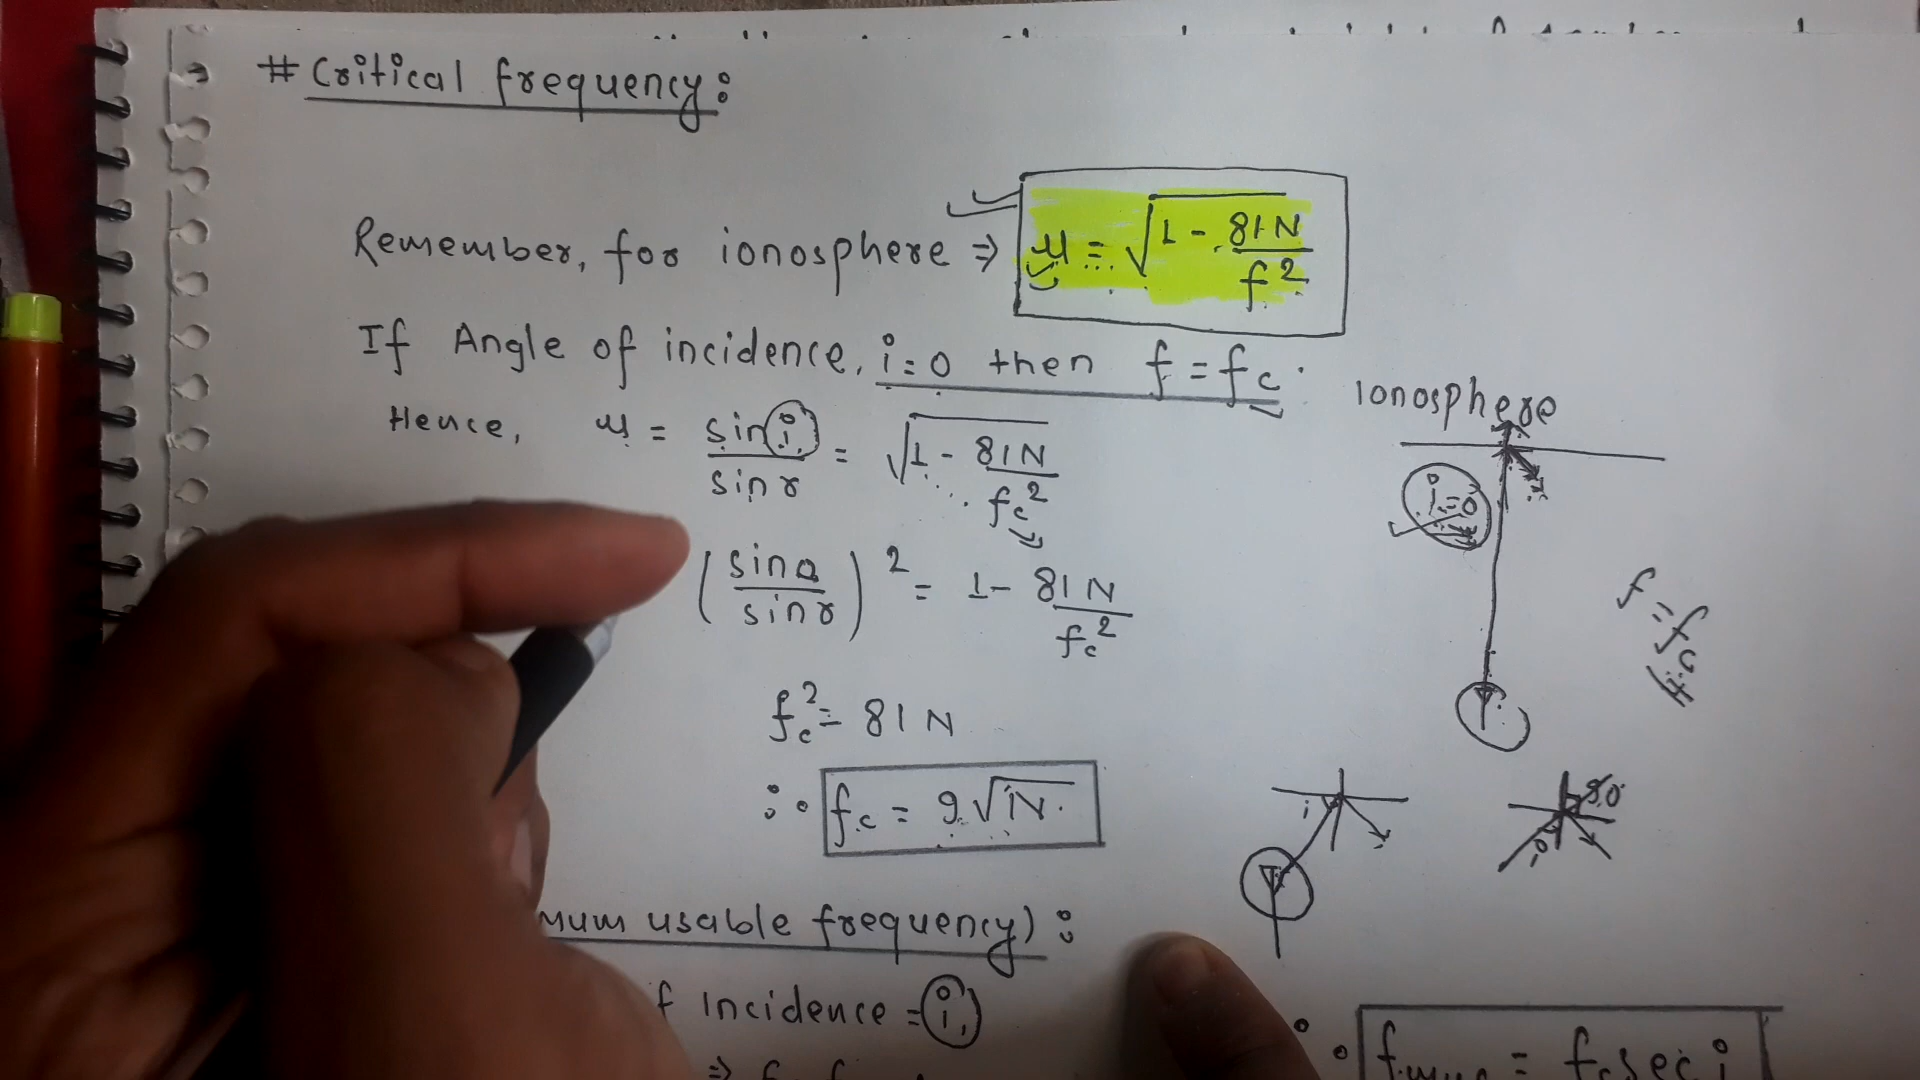 # Critical frequency:
Remember, for ionosphere ⇒ μ = √(1 - 81N/f²)
If Angle of incidence, i = 0 then f = fc.
Hence, μ = sin i / sin r = √(1 - 81N/fc²)
(sin 0 / sin r)² = 1 - 81N/fc²
fc² = 81N
∴ fc = 9√N.
ionosphere
i = 0
r
f = fc
i
90
mum usable frequency):
f incidence = i
= fc sec i